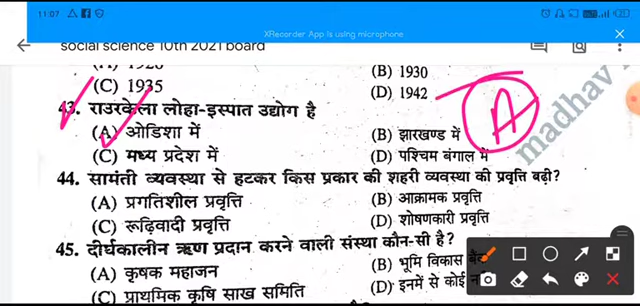 11:07
XRecorder App is using microphone
social science 10th 2021 board
(A) 1920 (B) 1930
(C) 1935 (D) 1942
A
43. राउरकेला लोहा-इस्पात उद्योग है
(A) ओडिशा में (B) झारखण्ड में
(C) मध्य प्रदेश में (D) पश्चिम बंगाल में
madhav
44. सामंती व्यवस्था से हटकर किस प्रकार की शहरी व्यवस्था की प्रवृत्ति बढ़ी?
(A) प्रगतिशील प्रवृत्ति (B) आक्रामक प्रवृत्ति
(C) रूढ़िवादी प्रवृत्ति (D) शोषणकारी प्रवृत्ति
45. दीर्घकालीन ऋण प्रदान करने वाली संस्था कौन-सी है?
(A) कृषक महाजन (B) भूमि विकास बैंक
(C) प्राथमिक कृषि साख समिति (D) इनमें से कोई